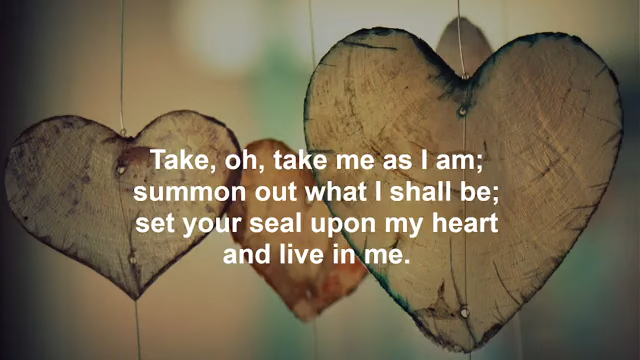 Take, oh, take me as I am;
summon out what I shall be;
set your seal upon my heart
and live in me.